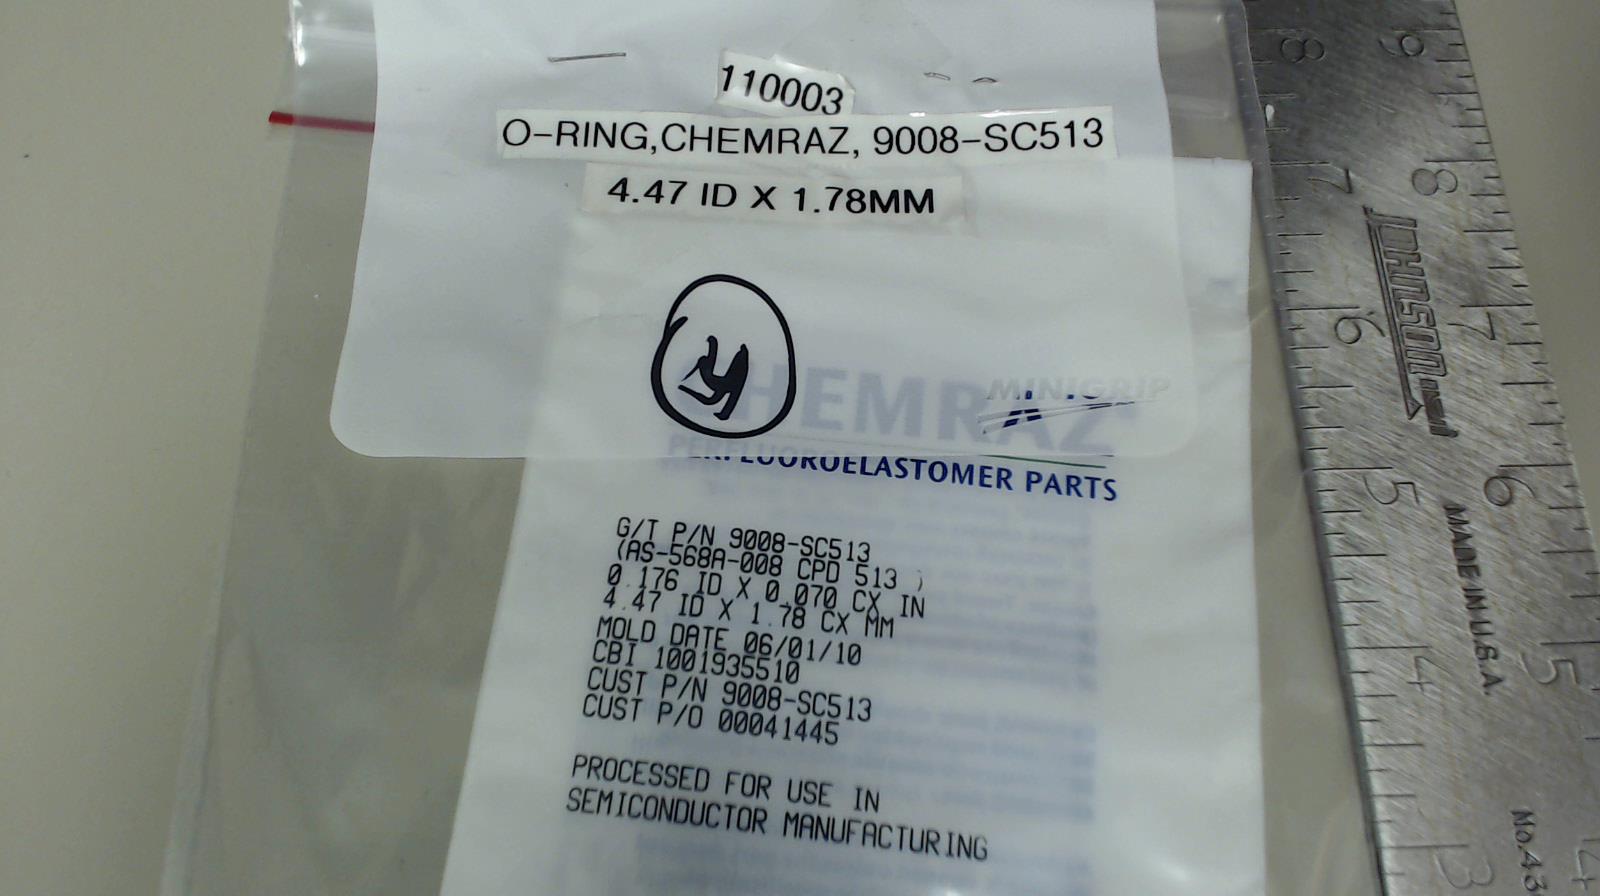 110003
O-RING,CHEMRAZ, 9008-SC513
4.47 ID X 1.78MM
CHEMRAZ
MINIGRIP
PERFLUOROELASTOMER PARTS
G/T P/N 9008-SC513
(AS-568A-008 CPD 513 )
0.176 ID X 0.070 CX IN
4.47 ID X 1.78 CX MM
MOLD DATE 06/01/10
CBI 1001935510
CUST P/N 9008-SC513
CUST P/O 00041445
PROCESSED FOR USE IN
SEMICONDUCTOR MANUFACTURING
8 9
7 8
JOHNSON
6 7
5 6
MADE IN U.S.A.
4 5
3 4